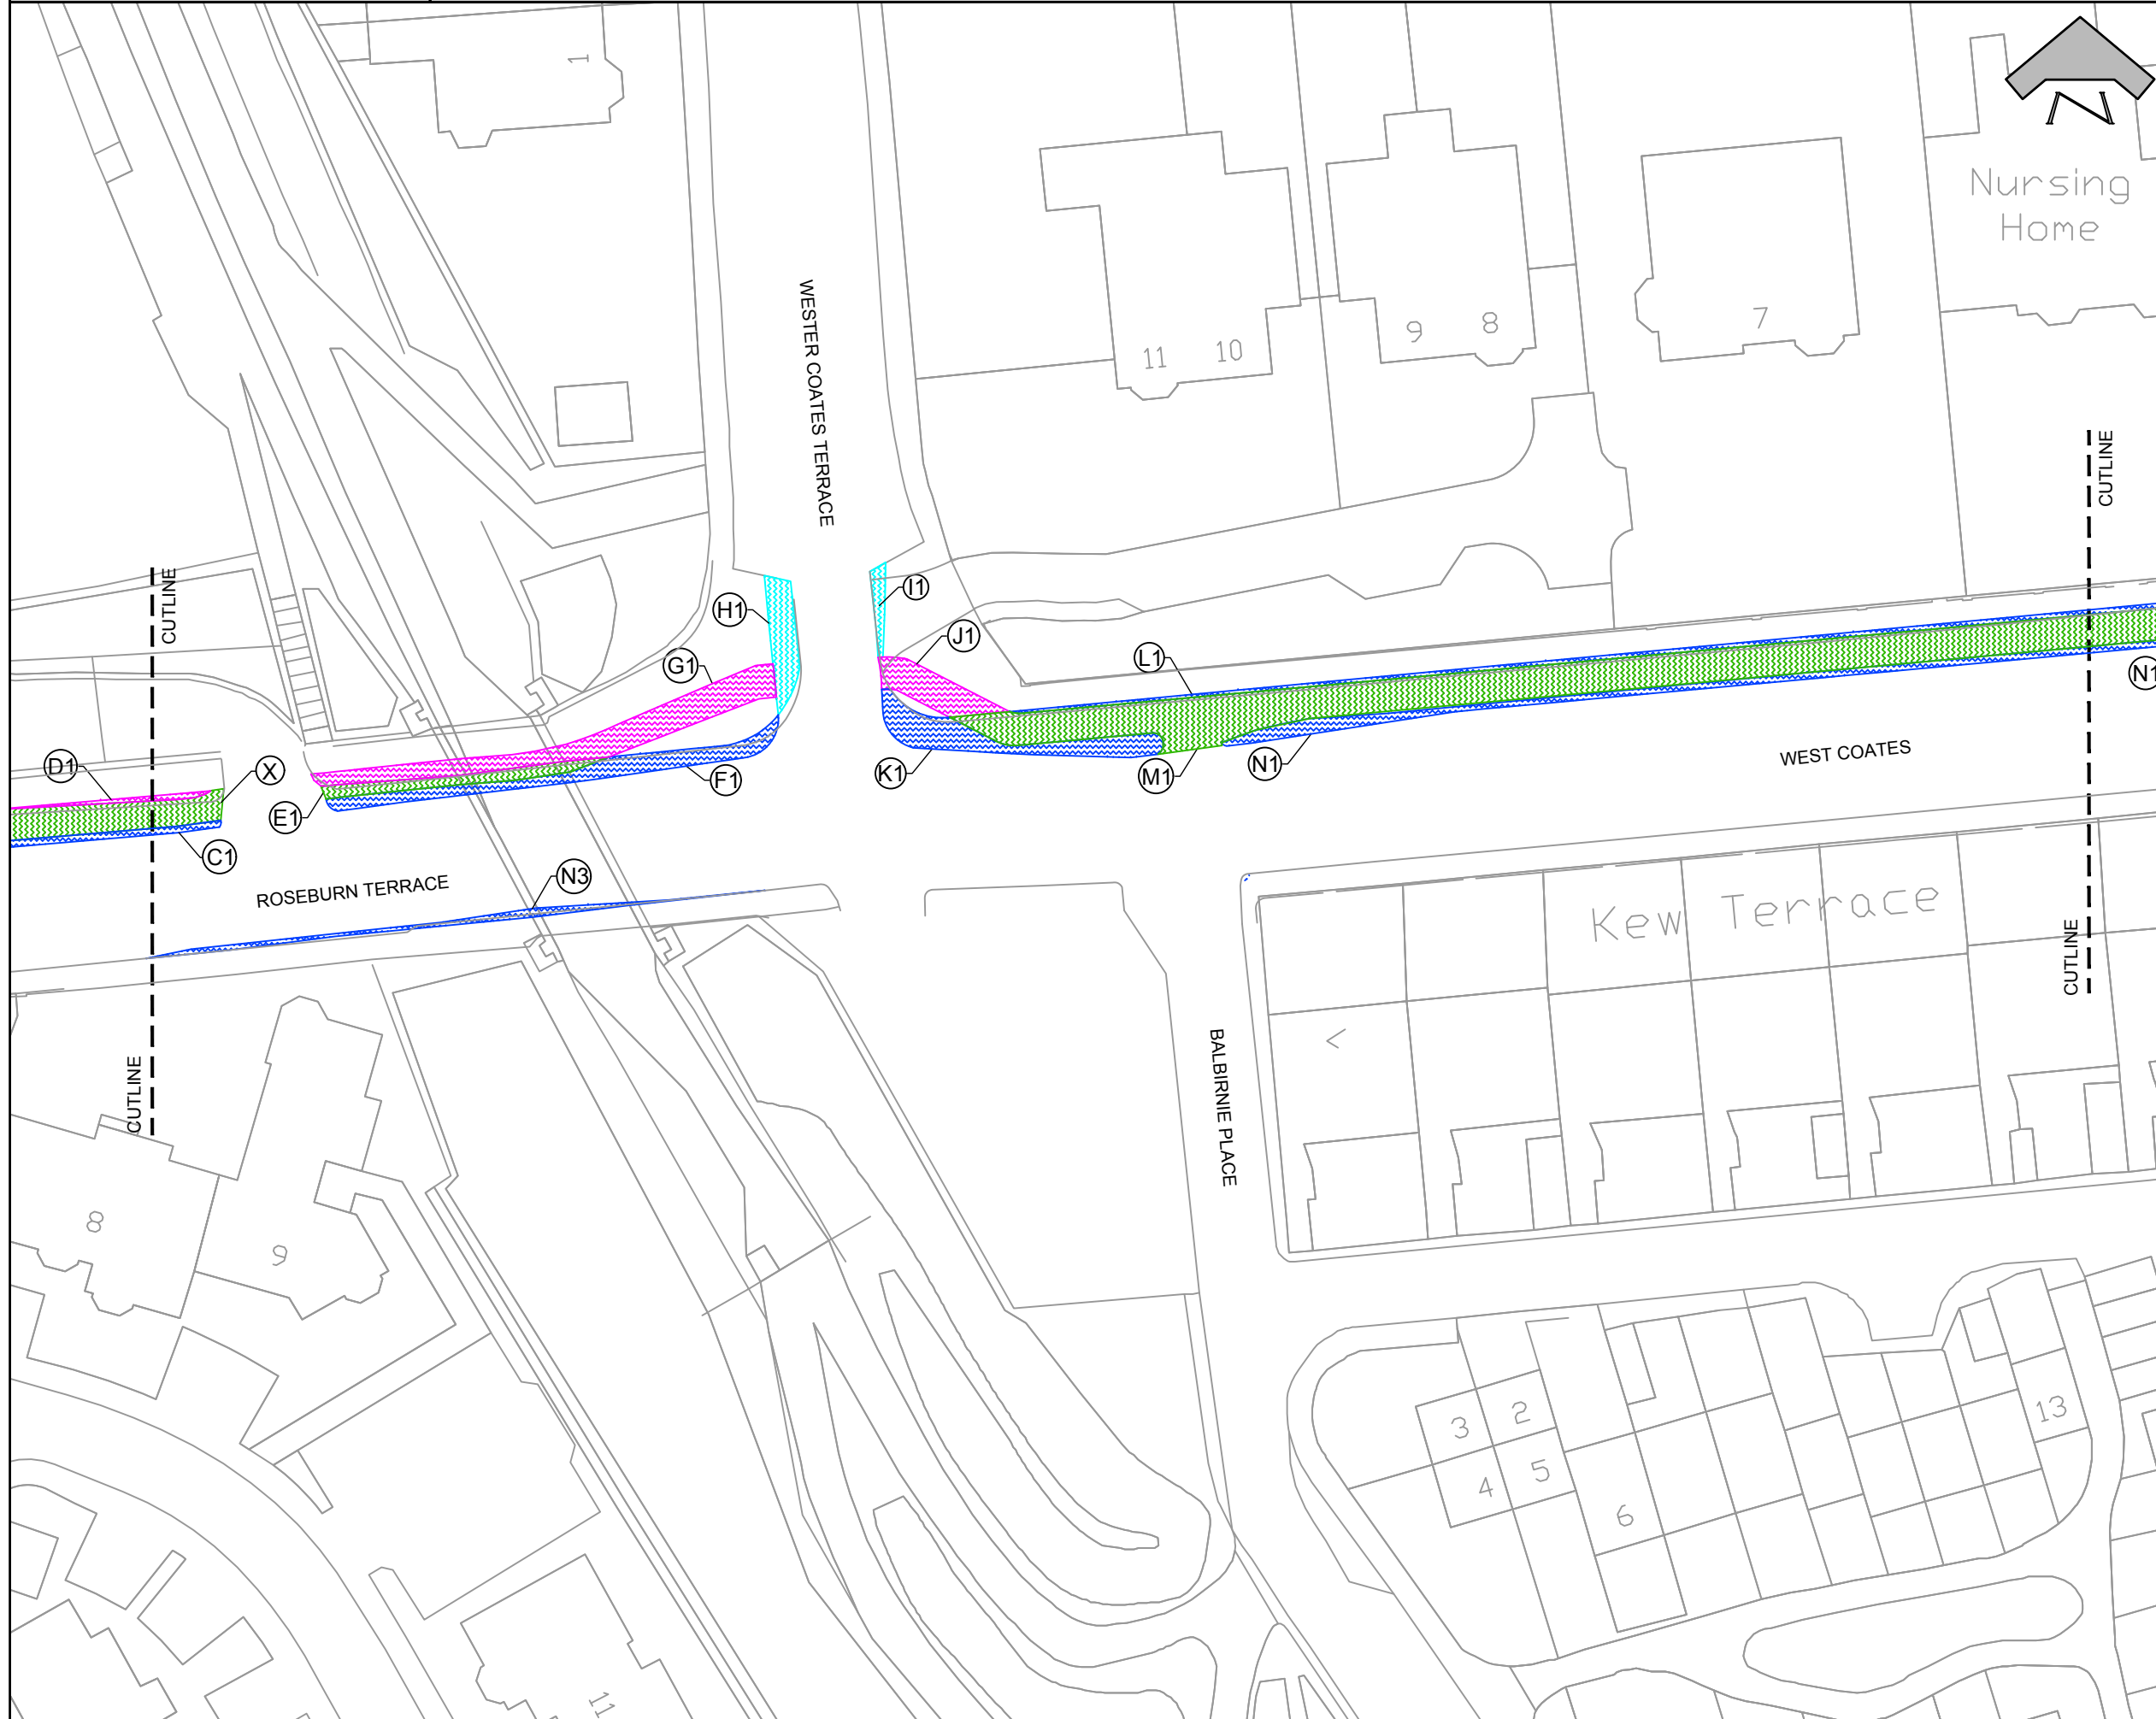 1
N
Nursing
Home
WESTER COATES TERRACE
11
10
9
8
7
CUTLINE
CUTLINE
H1
I1
J1
G1
L1
N1
D1
X
E1
F1
K1
M1
N1
C1
WEST COATES
ROSEBURN TERRACE
N3
Kew Terrace
CUTLINE
CUTLINE
<
BALBIRNIE PLACE
8
9
3
2
13
4
5
6
11